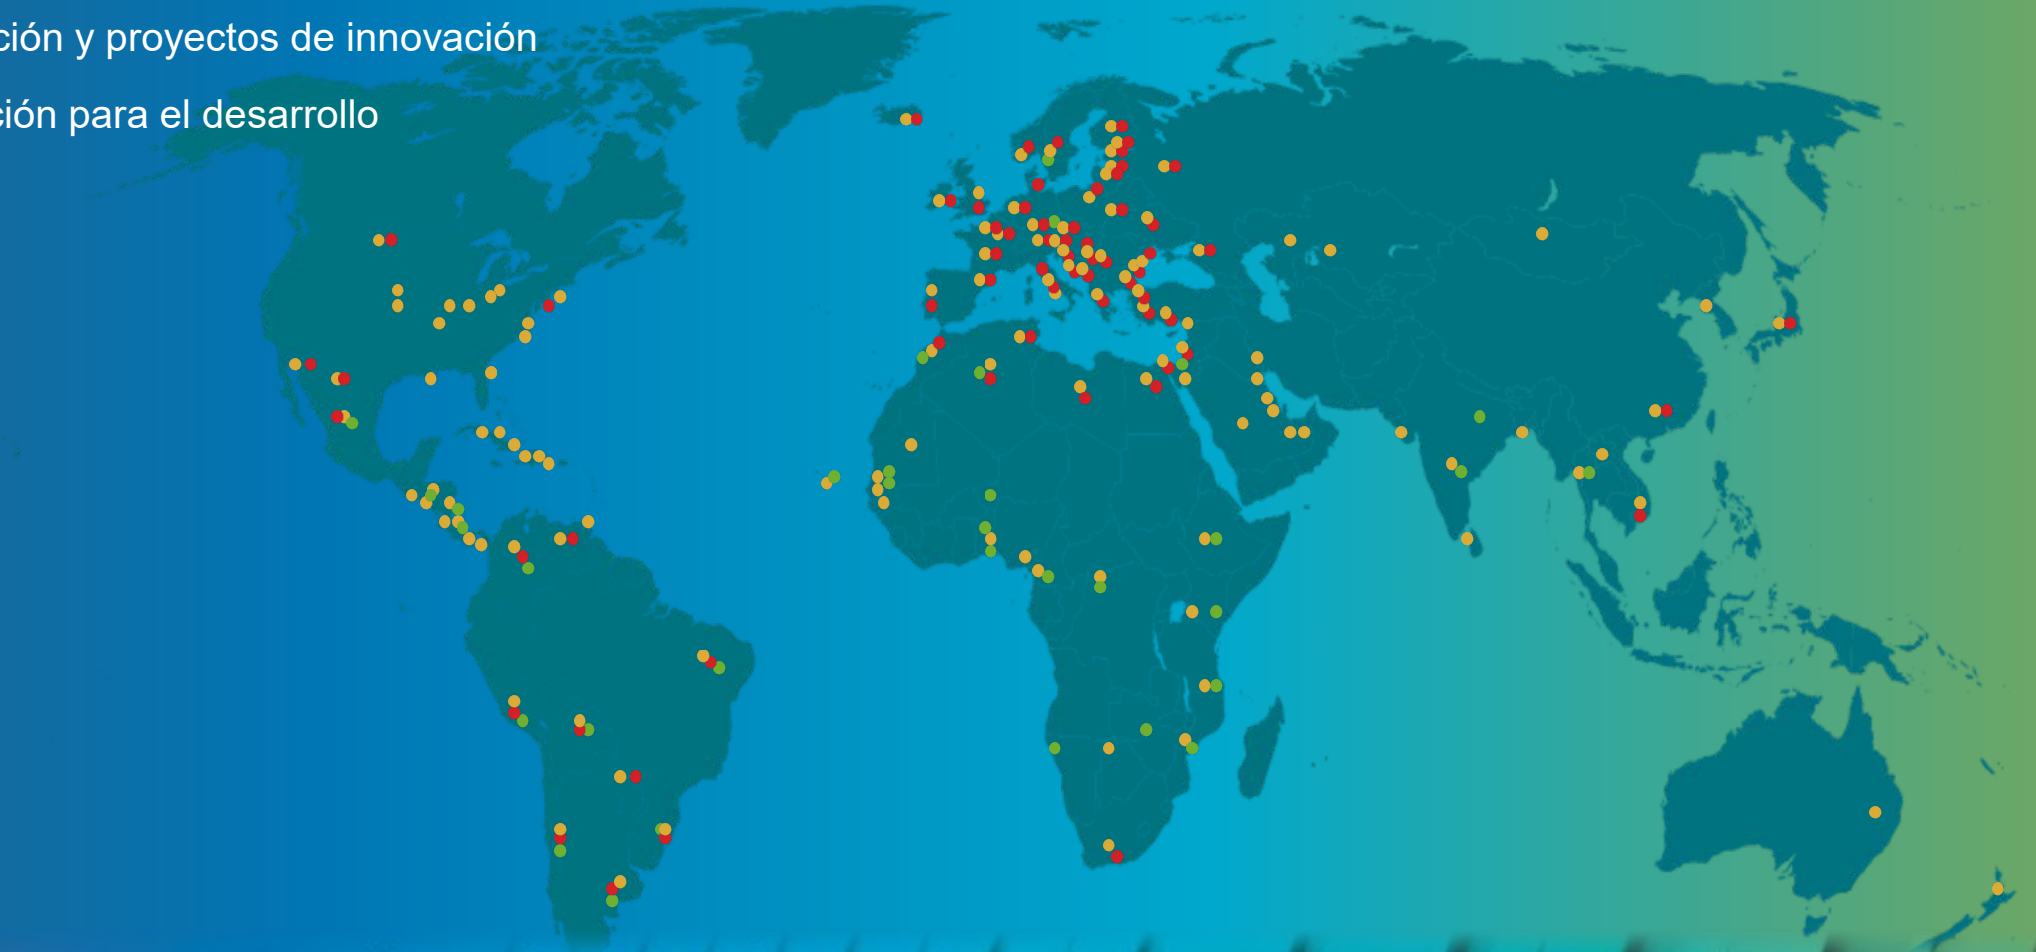 ción y proyectos de innovación
ción para el desarrollo